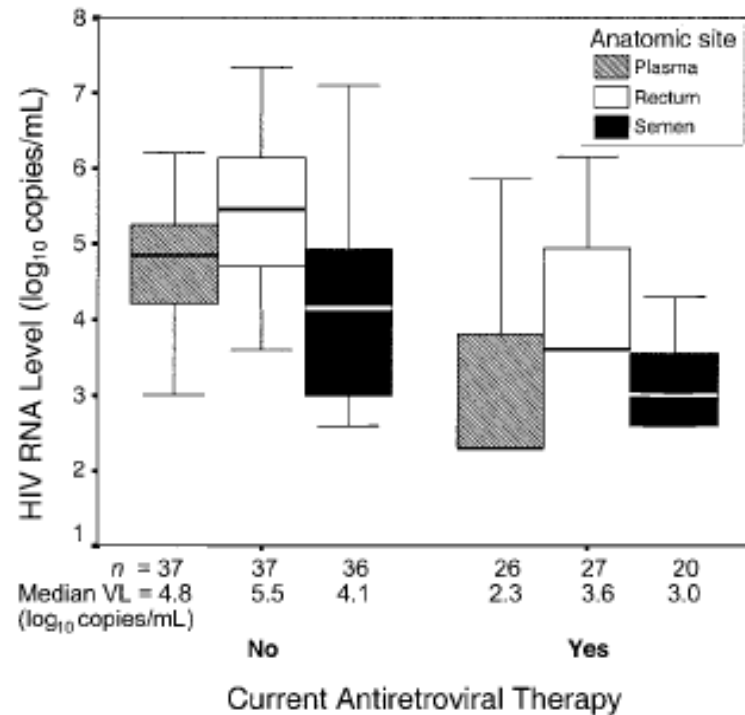 8
7
6
5
4
3
2
1
HIV RNA Level (log10 copies/mL)
Anatomic site
Plasma
Rectum
Semen
n = 37 37 36 26 27 20
Median VL = 4.8 5.5 4.1 2.3 3.6 3.0
(log10 copies/mL)
No Yes
Current Antiretroviral Therapy